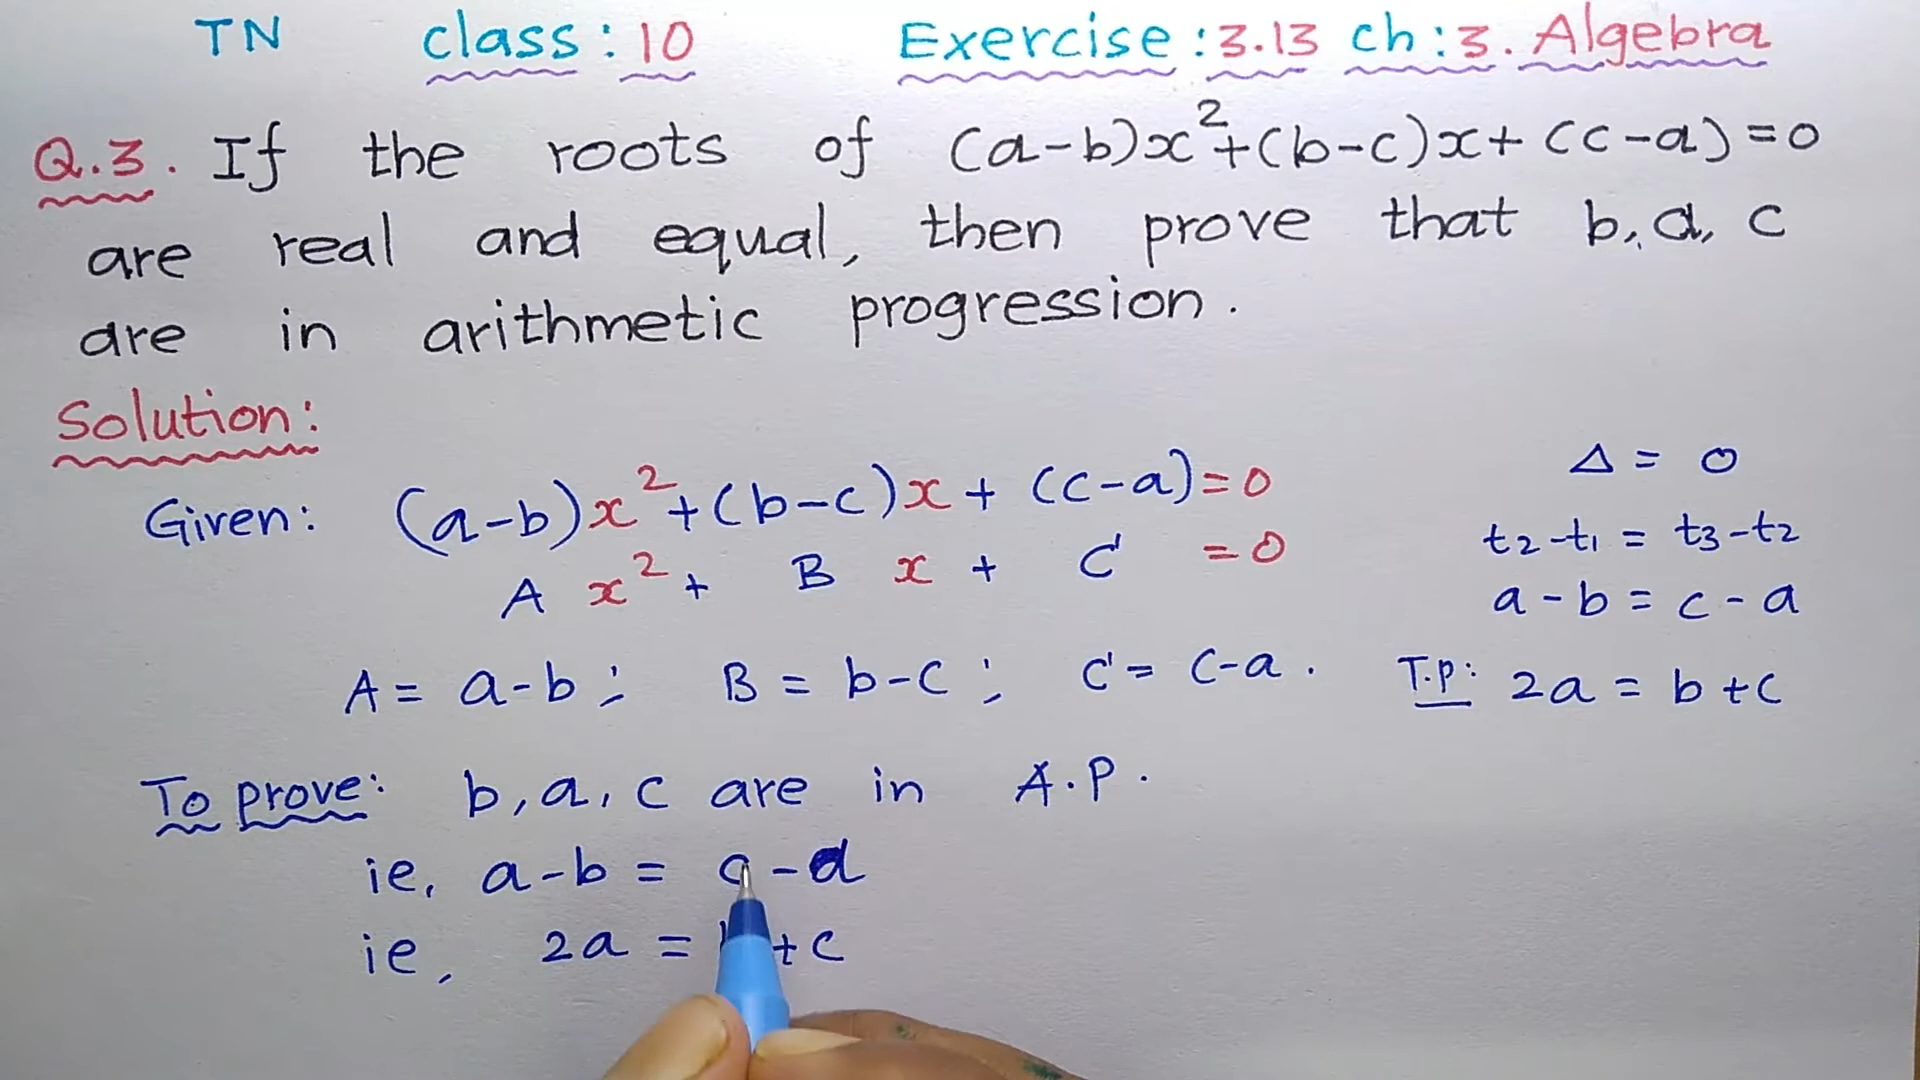 TN class: 10 Exercise: 3.13 ch: 3. Algebra
Q.3. If the roots of (a-b)x²+(b-c)x+(c-a)=0
are real and equal, then prove that b, a, c
are in arithmetic progression.
Solution:
Given: (a-b)x²+(b-c)x+(c-a)=0
A x²+ B x + C =0
A= a-b; B = b-c; C = c-a.
To prove: b, a, c are in A.P.
ie, a-b = c-a
ie, 2a = +c
Δ = 0
t₂-t₁ = t₃-t₂
a-b = c-a
T.P: 2a = b+c